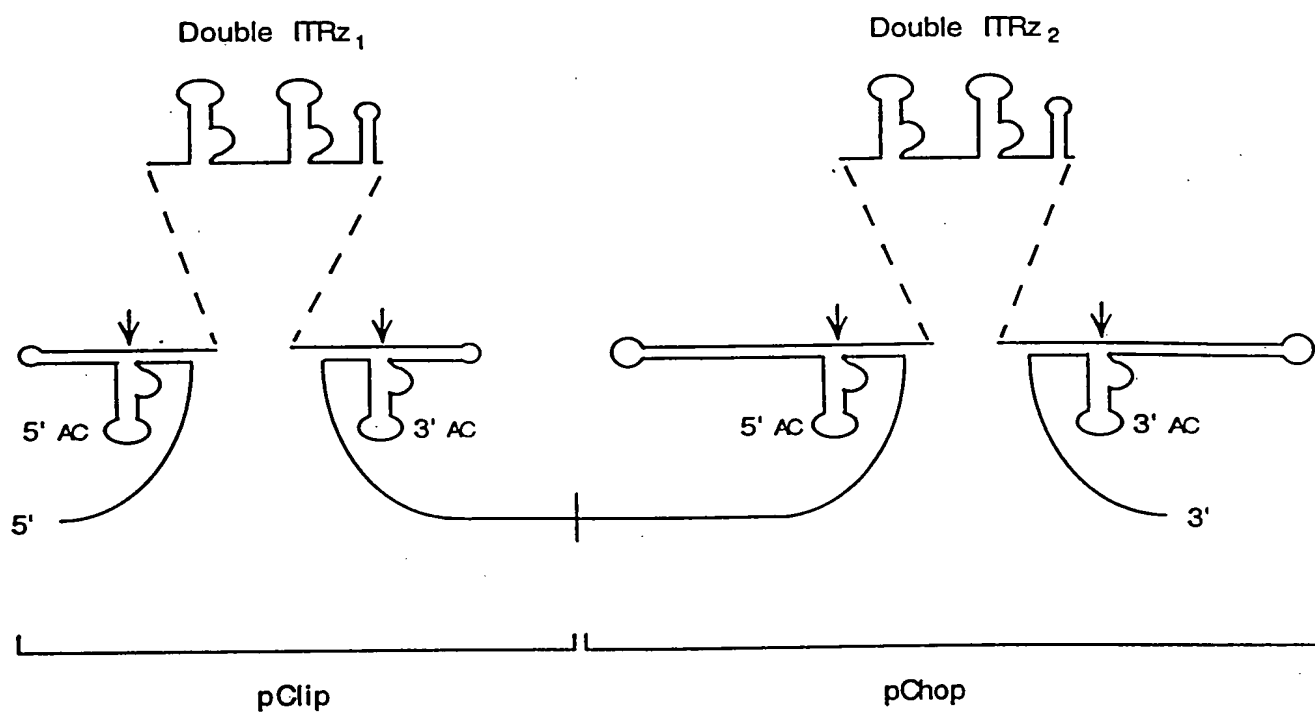 Double ITRz1
Double ITRz2
5' AC
3' AC
5' AC
3' AC
5'
3'
pClip
pChop